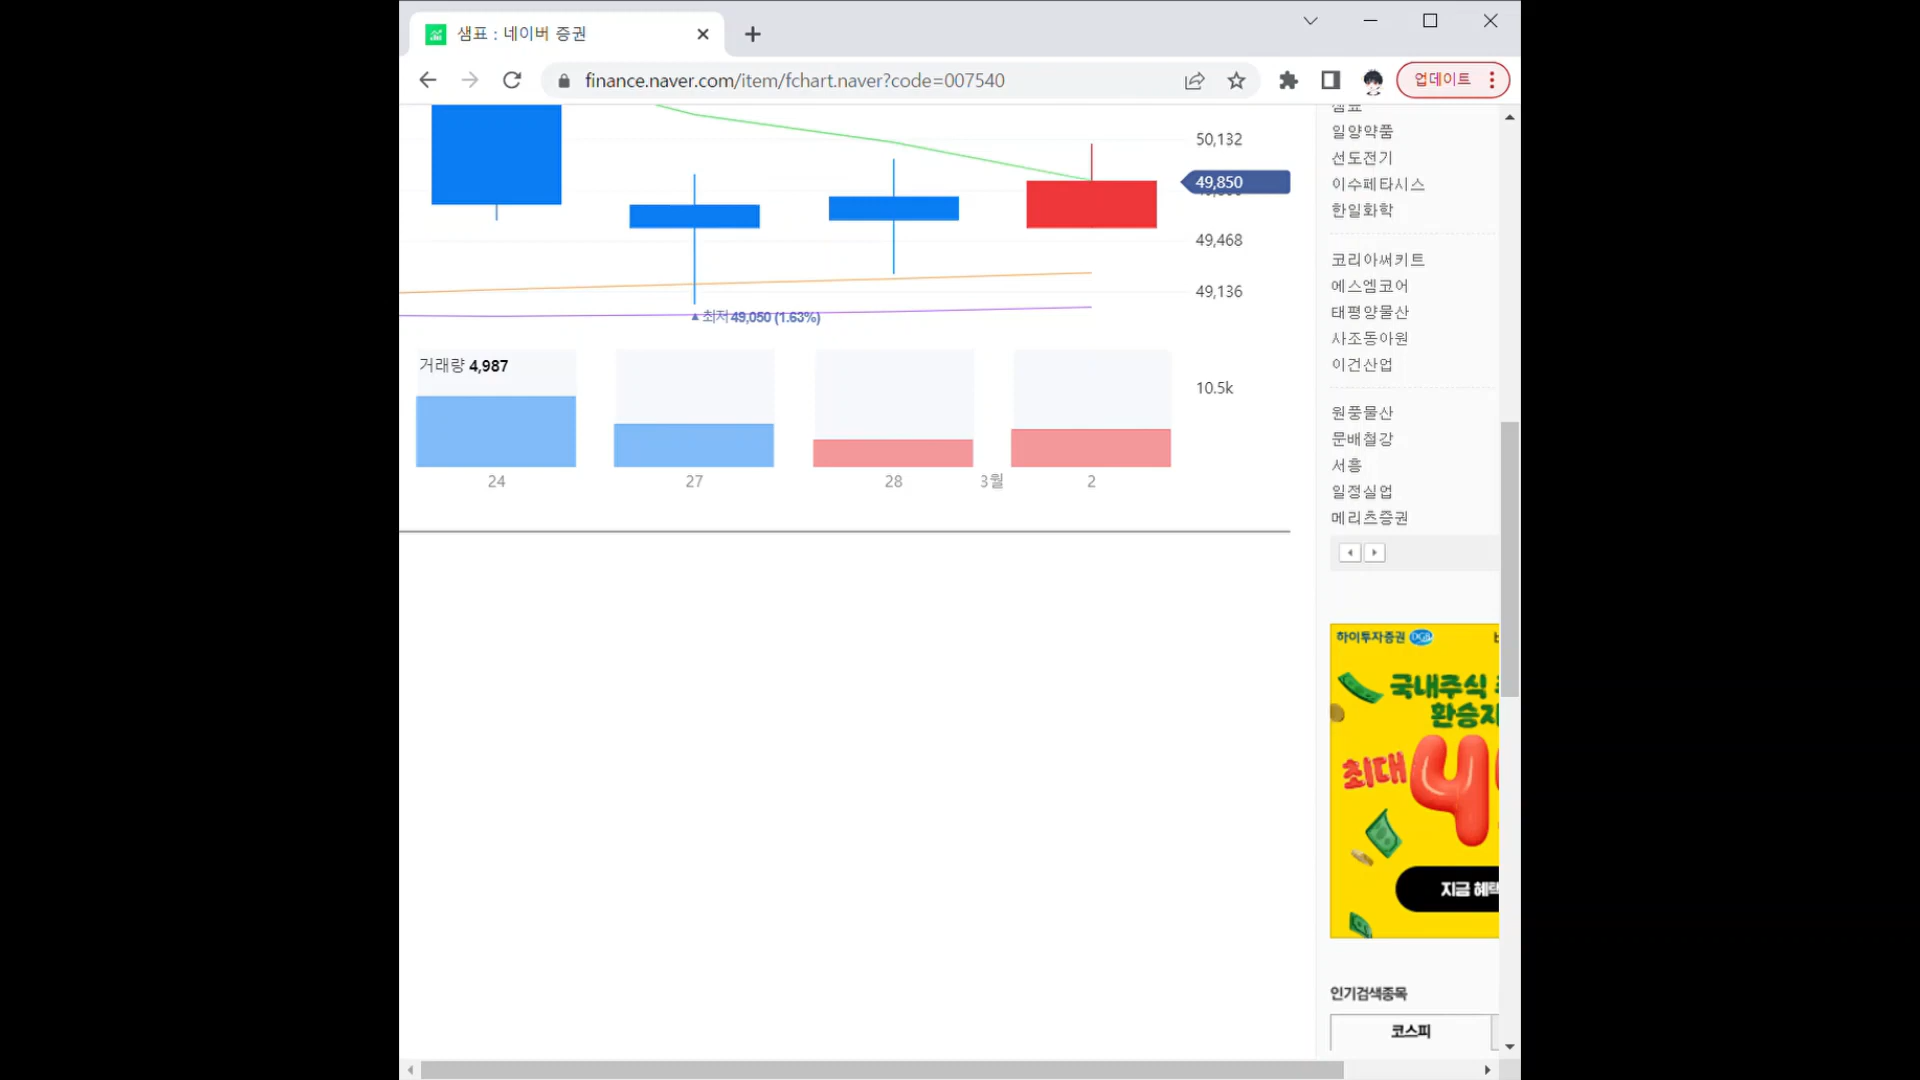 샘표 : 네이버 증권
finance.naver.com/item/fchart.naver?code=007540
업데이트
50,132
49,850
49,468
49,136
▲최저 49,050 (1.63%)
거래량 4,987
10.5k
24
27
28
3월
2
샘표
일양약품
선도전기
이수페타시스
한일화학
코리아써키트
에스엠코어
태평양물산
사조동아원
이건산업
원풍물산
문배철강
서흥
일정실업
메리츠증권
하이투자증권 DGB
국내주식
최대 4
지금
인기검색종목
코스피